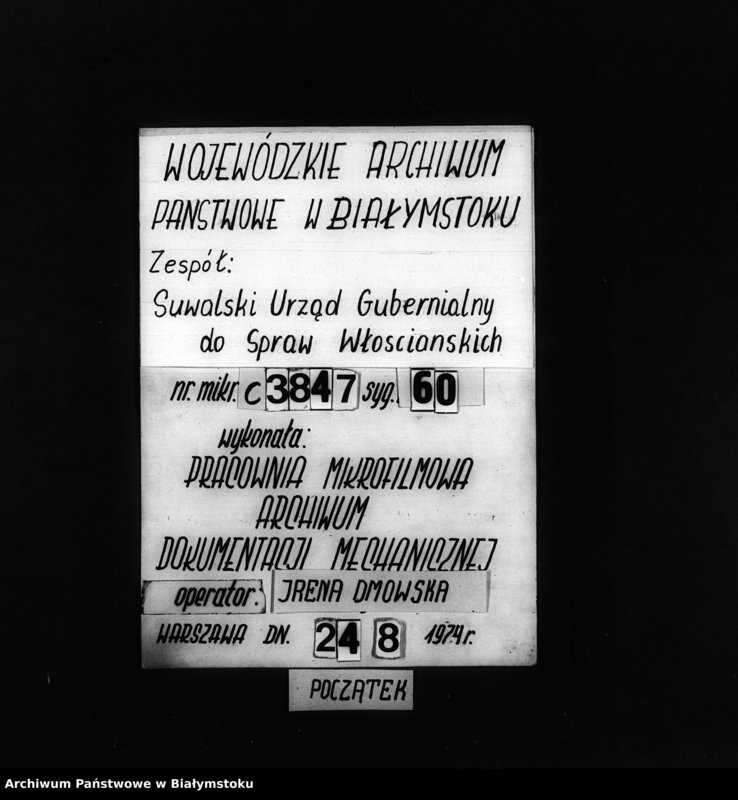 WOJEWÓDZKIE ARCHIWUM
PANSTWOWE W BIAŁYMSTOKU
Zespół:
Suwalski Urząd Gubernialny
do Spraw Włoscianskich
nr. mikr. C 3847 syg. 60
wykonała:
PRACOWNIA MIKROFILMOWA
ARCHIWUM
DOKUMENTACJI MECHANICZNEJ
operator: IRENA DMOWSKA
WARSZAWA DN. 24 8 1974 r.
POCZĄTEK
Archiwum Państwowe w Białymstoku